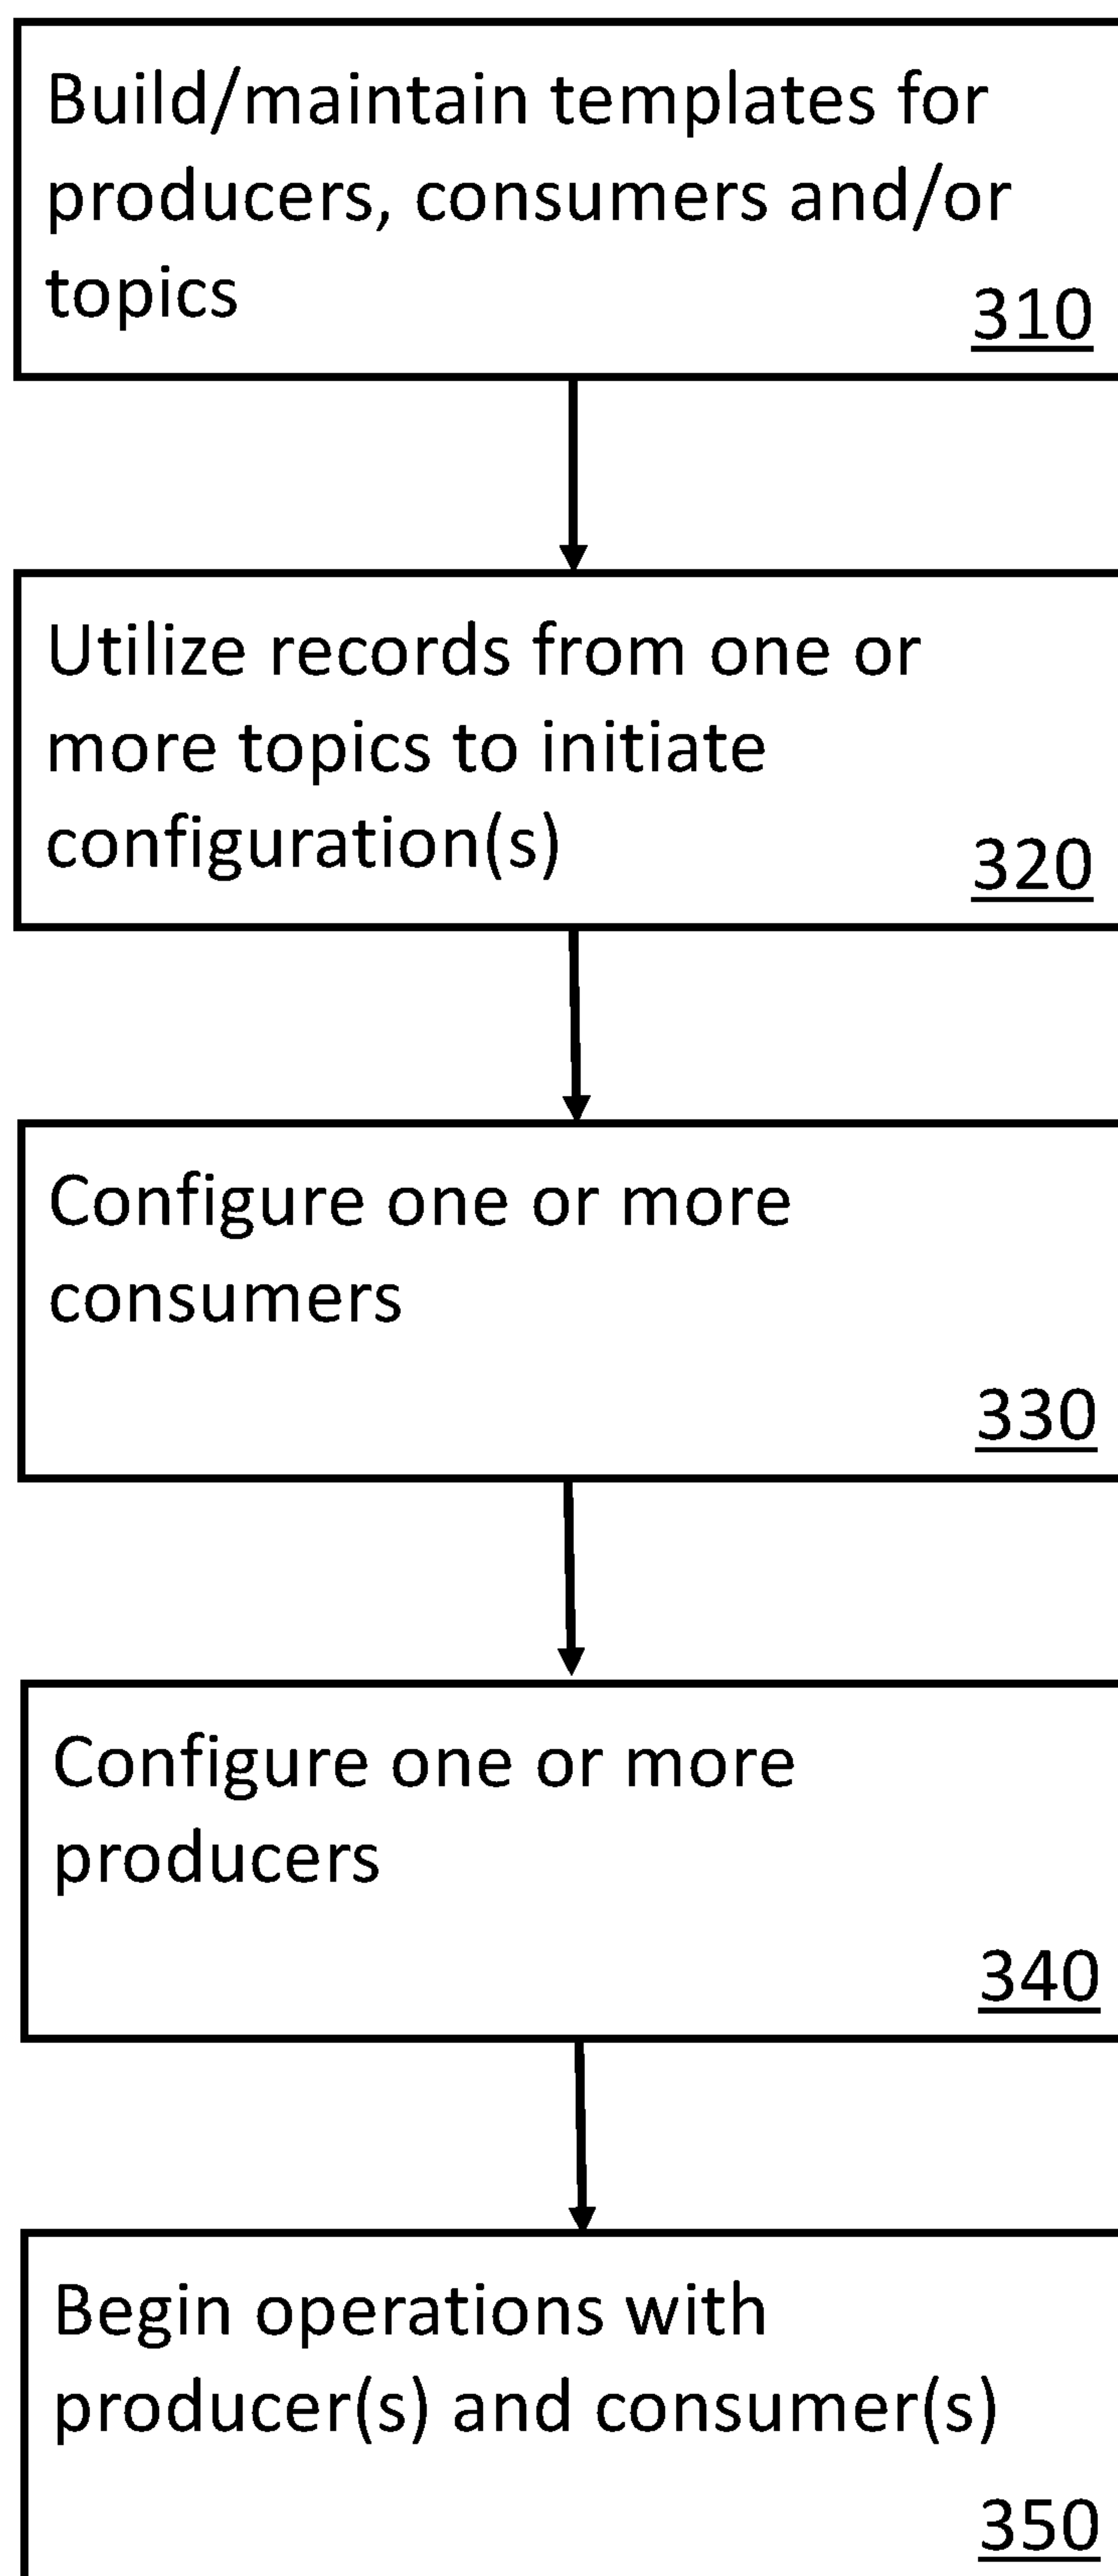 Build/maintain templates for
producers, consumers and/or
topics
310
Utilize records from one or
more topics to initiate
configuration(s)
320
Configure one or more
consumers
330
Configure one or more
producers
340
Begin operations with
producer(s) and consumer(s)
350